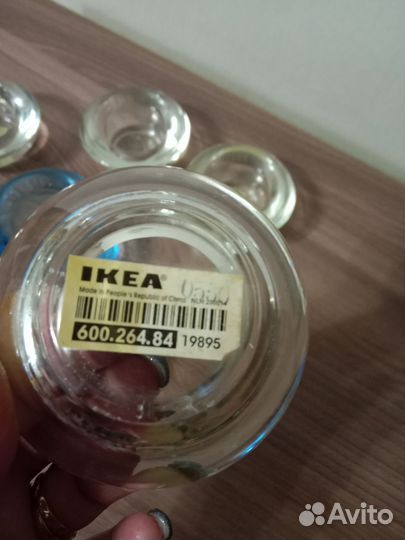 IKEA®
Made in People's Republic of China
600.264.84 19895
Avito